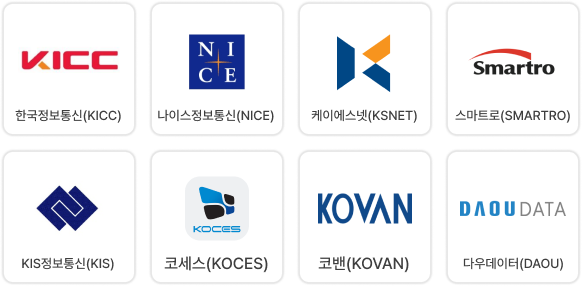 KICC
한국정보통신(KICC)
NICE
나이스정보통신(NICE)
케이에스넷(KSNET)
Smartro
스마트로(SMARTRO)
KIS정보통신(KIS)
KOCES
코세스(KOCES)
KOVAN
코밴(KOVAN)
DAOUDATA
다우데이터(DAOU)